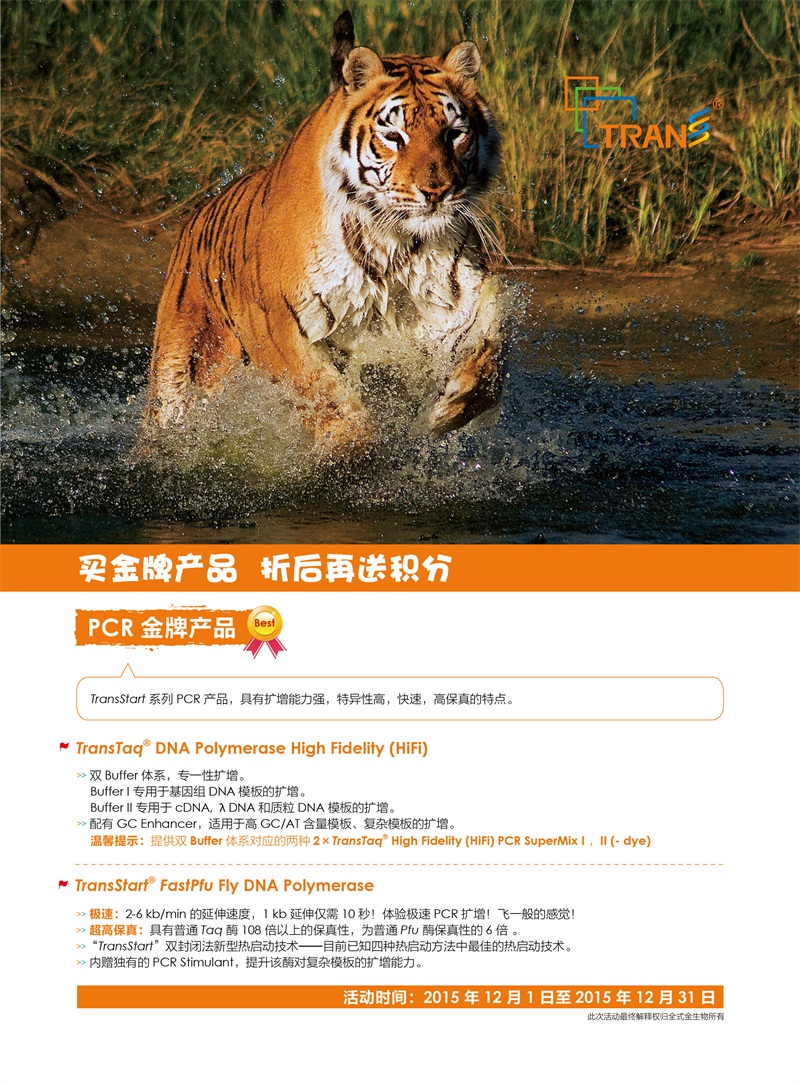 TRANS®
买金牌产品 折后再送积分
PCR 金牌产品
Best
TransStart 系列 PCR 产品，具有扩增能力强，特异性高，快速，高保真的特点。
TransTaq® DNA Polymerase High Fidelity (HiFi)
>> 双 Buffer 体系，专一性扩增。
Buffer I 专用于基因组 DNA 模板的扩增。
Buffer II 专用于 cDNA, λ DNA 和质粒 DNA 模板的扩增。
>> 配有 GC Enhancer，适用于高 GC/AT 含量模板、复杂模板的扩增。
温馨提示：提供双 Buffer 体系对应的两种 2×TransTaq® High Fidelity (HiFi) PCR SuperMix I ，II (- dye)
TransStart® FastPfu Fly DNA Polymerase
>> 极速：2-6 kb/min 的延伸速度，1 kb 延伸仅需 10 秒！体验极速 PCR 扩增！飞一般的感觉！
>> 超高保真：具有普通 Taq 酶 108 倍以上的保真性，为普通 Pfu 酶保真性的 6 倍 。
>> “TransStart”双封闭法新型热启动技术——目前已知四种热启动方法中最佳的热启动技术。
>> 内赠独有的 PCR Stimulant，提升该酶对复杂模板的扩增能力。
活动时间：2015 年 12 月 1 日至 2015 年 12 月 31 日
此次活动最终解释权归全式金生物所有